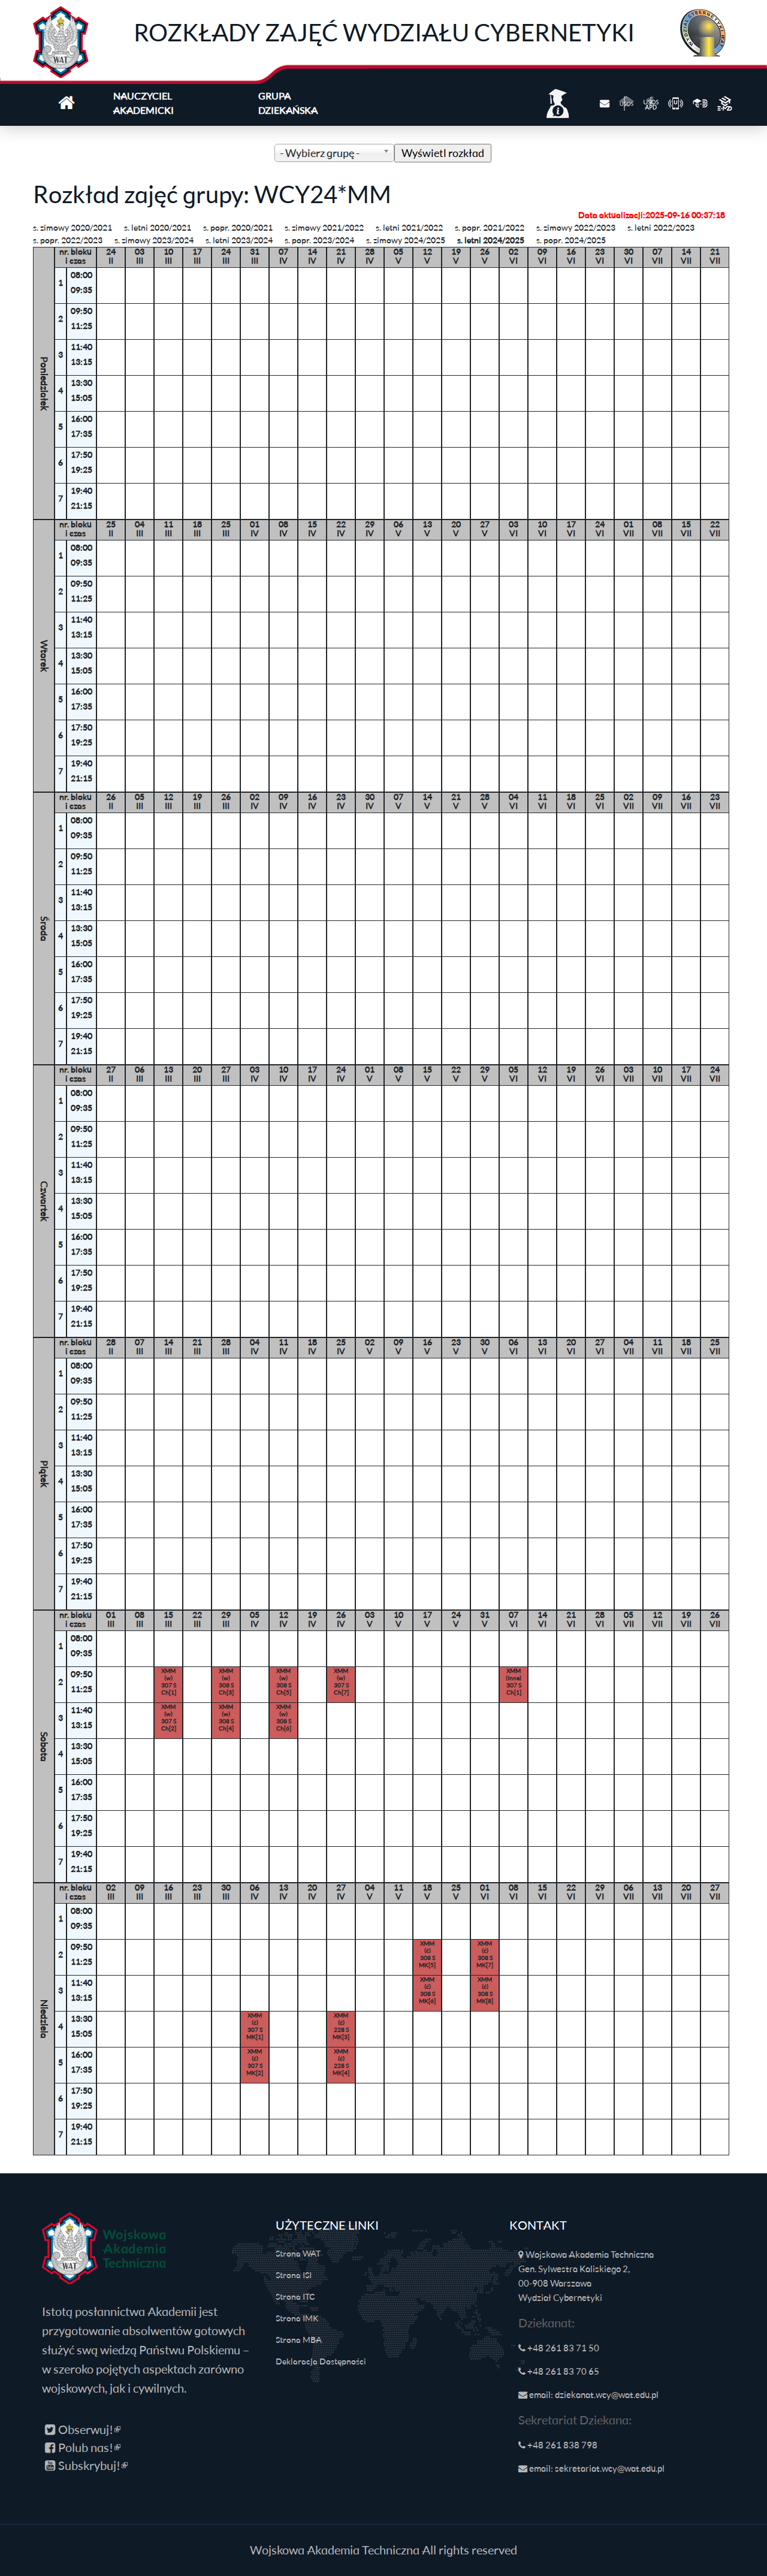 ROZKŁADY ZAJĘĆ WYDZIAŁU CYBERNETYKI
WAT
NAUCZYCIEL
AKADEMICKI
GRUPA
DZIEKAŃSKA
- Wybierz grupę -
Wyświetl rozkład
Rozkład zajęć grupy: WCY24*MM
Data aktualizacji:2025-09-16 00:37:18
s. zimowy 2020/2021 s. letni 2020/2021 s. popr. 2020/2021 s. zimowy 2021/2022 s. letni 2021/2022 s. popr. 2021/2022 s. zimowy 2022/2023 s. letni 2022/2023
s. popr. 2022/2023 s. zimowy 2023/2024 s. letni 2023/2024 s. popr. 2023/2024 s. zimowy 2024/2025 s. letni 2024/2025 s. popr. 2024/2025
Poniedziałek
nr. bloku 24 03 10 17 24 31 07 14 21 28 05 12 19 26 02 09 16 23 30 07 14 21
i czas II III III III III III IV IV IV IV V V V V VI VI VI VI VI VII VII VII
1 08:00
09:35
2 09:50
11:25
3 11:40
13:15
4 13:30
15:05
5 16:00
17:35
6 17:50
19:25
7 19:40
21:15
Wtorek
nr. bloku 25 04 11 18 25 01 08 15 22 29 06 13 20 27 03 10 17 24 01 08 15 22
i czas II III III III III IV IV IV IV IV V V V V VI VI VI VI VII VII VII VII
1 08:00
09:35
2 09:50
11:25
3 11:40
13:15
4 13:30
15:05
5 16:00
17:35
6 17:50
19:25
7 19:40
21:15
Środa
nr. bloku 26 05 12 19 26 02 09 16 23 30 07 14 21 28 04 11 18 25 02 09 16 23
i czas II III III III III IV IV IV IV IV V V V V VI VI VI VI VII VII VII VII
1 08:00
09:35
2 09:50
11:25
3 11:40
13:15
4 13:30
15:05
5 16:00
17:35
6 17:50
19:25
7 19:40
21:15
Czwartek
nr. bloku 27 06 13 20 27 03 10 17 24 01 08 15 22 29 05 12 19 26 03 10 17 24
i czas II III III III III IV IV IV IV V V V V V VI VI VI VI VII VII VII VII
1 08:00
09:35
2 09:50
11:25
3 11:40
13:15
4 13:30
15:05
5 16:00
17:35
6 17:50
19:25
7 19:40
21:15
Piątek
nr. bloku 28 07 14 21 28 04 11 18 25 02 09 16 23 30 06 13 20 27 04 11 18 25
i czas II III III III III IV IV IV IV V V V V V VI VI VI VI VII VII VII VII
1 08:00
09:35
2 09:50
11:25
3 11:40
13:15
4 13:30
15:05
5 16:00
17:35
6 17:50
19:25
7 19:40
21:15
Sobota
nr. bloku 01 08 15 22 29 05 12 19 26 03 10 17 24 31 07 14 21 28 05 12 19 26
i czas III III III III III IV IV IV IV V V V V V VI VI VI VI VII VII VII VII
1 08:00
09:35
2 09:50
11:25
XMM XMM XMM XMM XMM
(w) (w) (w) (w) (inne)
307 S 308 S 308 S 307 S 307 S
Ch[1] Ch[3] Ch[5] Ch[7] Ch[1]
3 11:40
13:15
XMM XMM XMM
(w) (w) (w)
307 S 308 S 308 S
Ch[2] Ch[4] Ch[6]
4 13:30
15:05
5 16:00
17:35
6 17:50
19:25
7 19:40
21:15
Niedziela
nr. bloku 02 09 16 23 30 06 13 20 27 04 11 18 25 01 08 15 22 29 06 13 20 27
i czas III III III III III IV IV IV IV V V V V VI VI VI VI VI VII VII VII VII
1 08:00
09:35
2 09:50
11:25
XMM XMM
(ć) (ć)
308 S 308 S
MK[5] MK[7]
3 11:40
13:15
XMM XMM
(ć) (ć)
308 S 308 S
MK[6] MK[8]
4 13:30
15:05
XMM XMM
(ć) (ć)
307 S 228 S
MK[1] MK[3]
5 16:00
17:35
XMM XMM
(ć) (ć)
307 S 228 S
MK[2] MK[4]
6 17:50
19:25
7 19:40
21:15
WAT
Wojskowa
Akademia
Techniczna
Istotą posłannictwa Akademii jest
przygotowanie absolwentów gotowych
służyć swą wiedzą Państwu Polskiemu –
w szeroko pojętych aspektach zarówno
wojskowych, jak i cywilnych.
Obserwuj!
Polub nas!
Subskrybuj!
UŻYTECZNE LINKI
Strona WAT
Strona ISI
Strona ITC
Strona IMK
Strona MBA
Deklaracja Dostępności
KONTAKT
Wojskowa Akademia Techniczna
Gen. Sylwestra Kaliskiego 2,
00-908 Warszawa
Wydział Cybernetyki
Dziekanat:
+48 261 83 71 50
+48 261 83 70 65
email: dziekanat.wcy@wat.edu.pl
Sekretariat Dziekana:
+48 261 838 798
email: sekretariat.wcy@wat.edu.pl
Wojskowa Akademia Techniczna All rights reserved